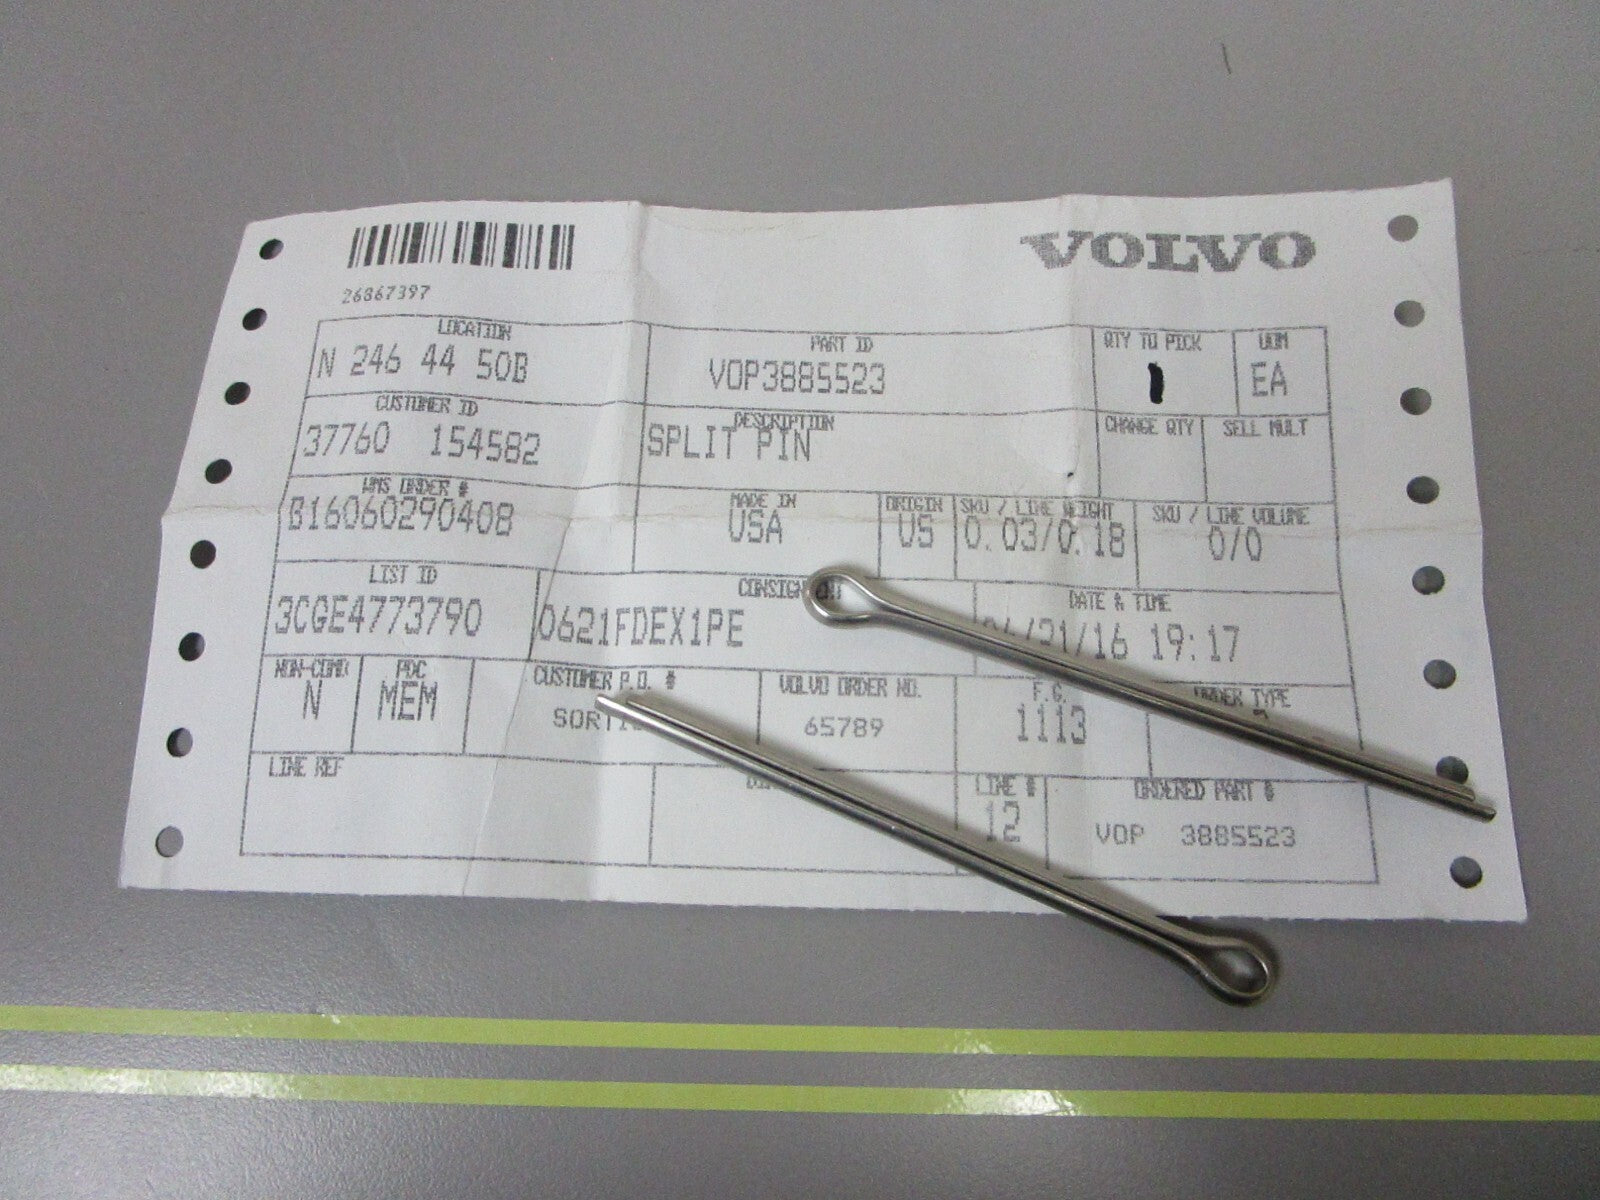 VOLVO
26867397
LOCATION PART ID QTY TO PICK UOM
N 246 44 50B VOP3885523 1 EA
CUSTOMER ID DESCRIPTION CHANGE QTY SELL MULT
37760 154582 SPLIT PIN
WMS ORDER # MADE IN ORIGIN SKU / LINE WEIGHT SKU / LINE VOLUME
B16060290408 USA US 0.03/0.18 0/0
LIST ID DATE & TIME
3CGE4773790 0621FDEX1PE /21/16 19:17
NON-COMD PDC CUSTOMER P.O. # VOLVO ORDER NO. F.G. ORDER TYPE
N MEM 65789 1113
LINE REF LINE # ORDERED PART #
12 VOP 3885523